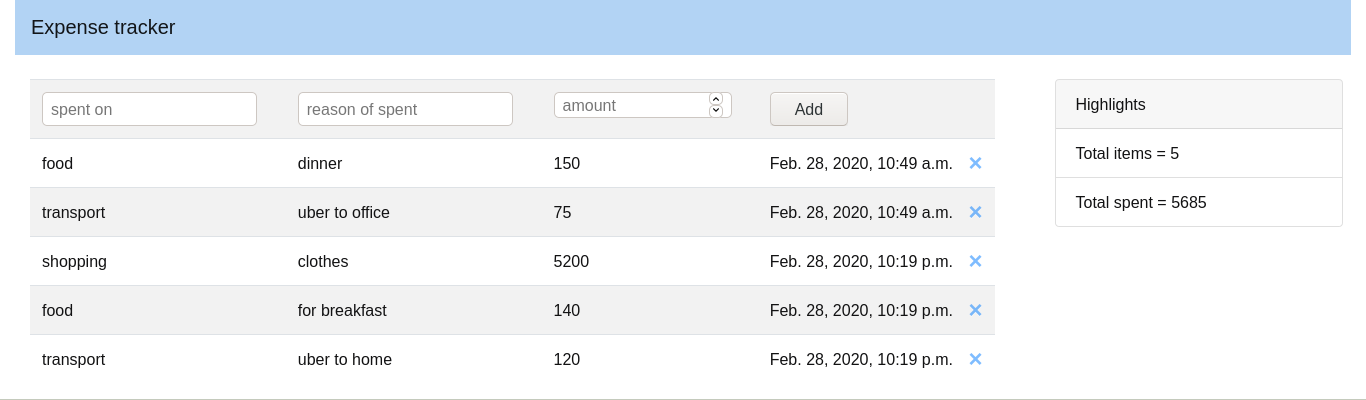 Expense tracker
spent on reason of spent amount Add
food dinner 150 Feb. 28, 2020, 10:49 a.m. ✕
transport uber to office 75 Feb. 28, 2020, 10:49 a.m. ✕
shopping clothes 5200 Feb. 28, 2020, 10:19 p.m. ✕
food for breakfast 140 Feb. 28, 2020, 10:19 p.m. ✕
transport uber to home 120 Feb. 28, 2020, 10:19 p.m. ✕
Highlights
Total items = 5
Total spent = 5685